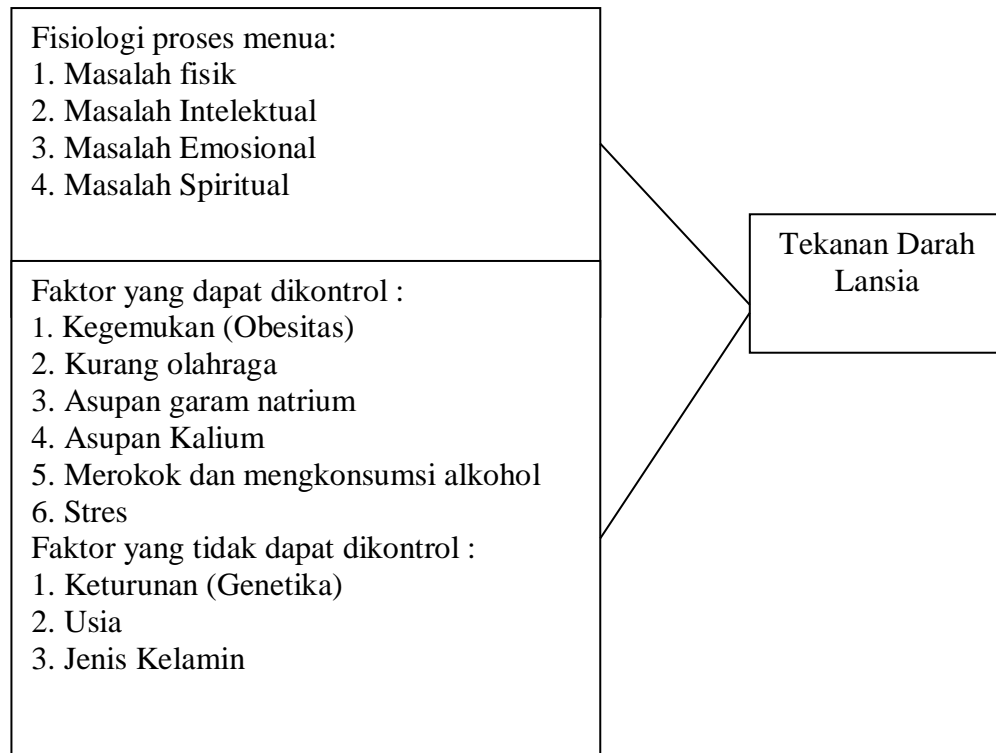 Fisiologi proses menua:
1. Masalah fisik
2. Masalah Intelektual
3. Masalah Emosional
4. Masalah Spiritual
Faktor yang dapat dikontrol :
1. Kegemukan (Obesitas)
2. Kurang olahraga
3. Asupan garam natrium
4. Asupan Kalium
5. Merokok dan mengkonsumsi alkohol
6. Stres
Faktor yang tidak dapat dikontrol :
1. Keturunan (Genetika)
2. Usia
3. Jenis Kelamin
Tekanan Darah
Lansia